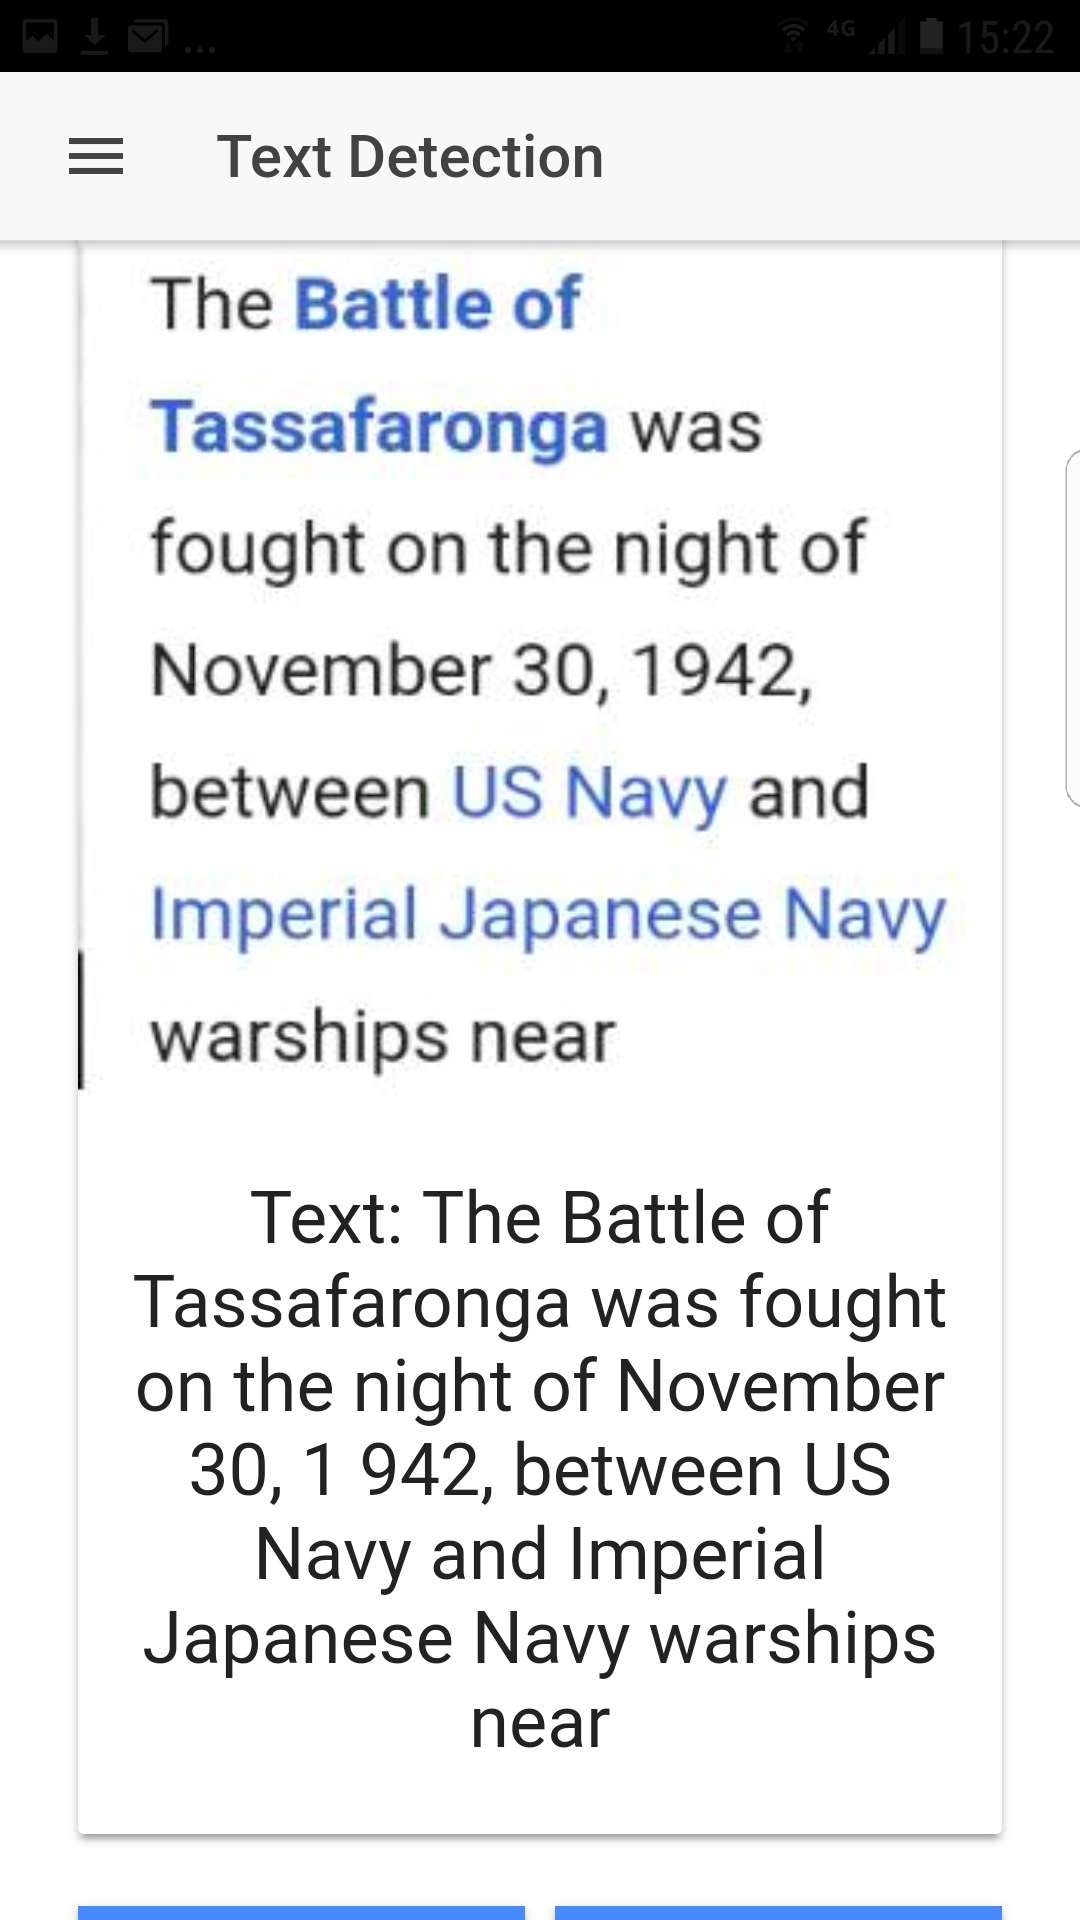 ... 4G 15:22
Text Detection
The Battle of
Tassafaronga was
fought on the night of
November 30, 1942,
between US Navy and
Imperial Japanese Navy
warships near
Text: The Battle of
Tassafaronga was fought
on the night of November
30, 1 942, between US
Navy and Imperial
Japanese Navy warships
near